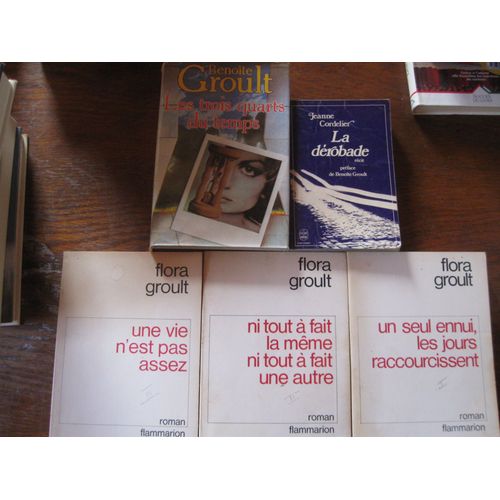 Benoîte
Groult
Les trois quarts
du temps
Jeanne
Cordelier
La
dérobade
récit
préface
de Benoîte Groult
flora
groult
une vie
n'est pas
assez
roman
flammarion
flora
groult
ni tout à fait
la même
ni tout à fait
une autre
roman
flammarion
flora
groult
un seul ennui,
les jours
raccourcissent
roman
flammarion